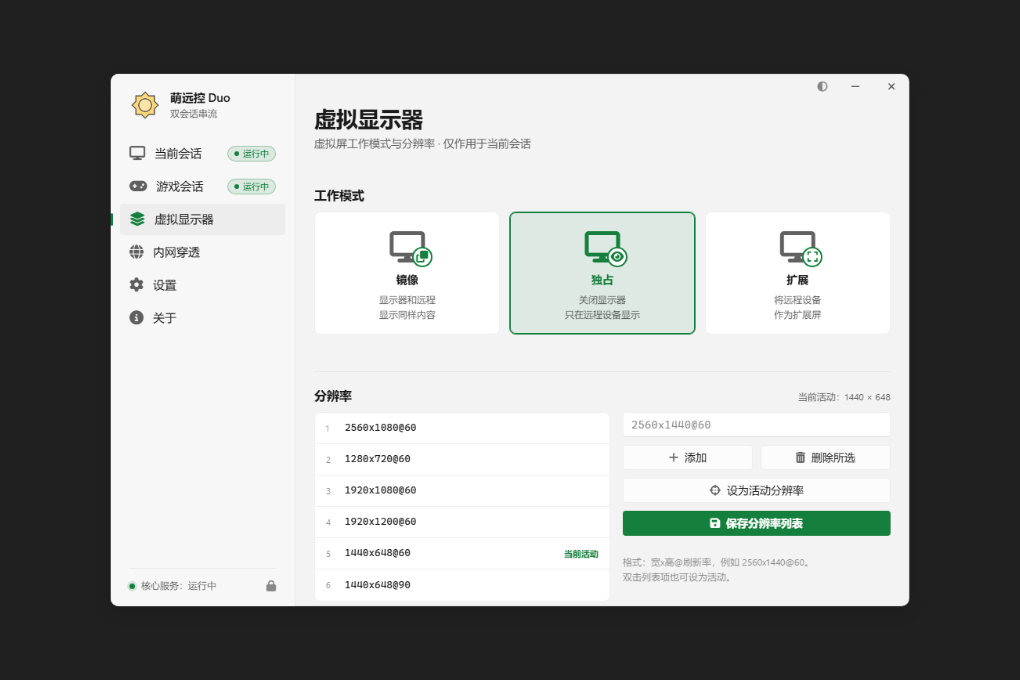 萌远控 Duo
双会话串流
当前会话
运行中
游戏会话
运行中
虚拟显示器
内网穿透
设置
关于
核心服务：运行中
虚拟显示器
虚拟屏工作模式与分辨率 · 仅作用于当前会话
工作模式
镜像
显示器和远程
显示同样内容
独占
关闭显示器
只在远程设备显示
扩展
将远程设备
作为扩展屏
分辨率
当前活动：1440 × 648
1 2560x1080@60
2 1280x720@60
3 1920x1080@60
4 1920x1200@60
5 1440x648@60 当前活动
6 1440x648@90
2560x1440@60
添加
删除所选
设为活动分辨率
保存分辨率列表
格式：宽x高@刷新率，例如 2560x1440@60。
双击列表项也可设为活动。